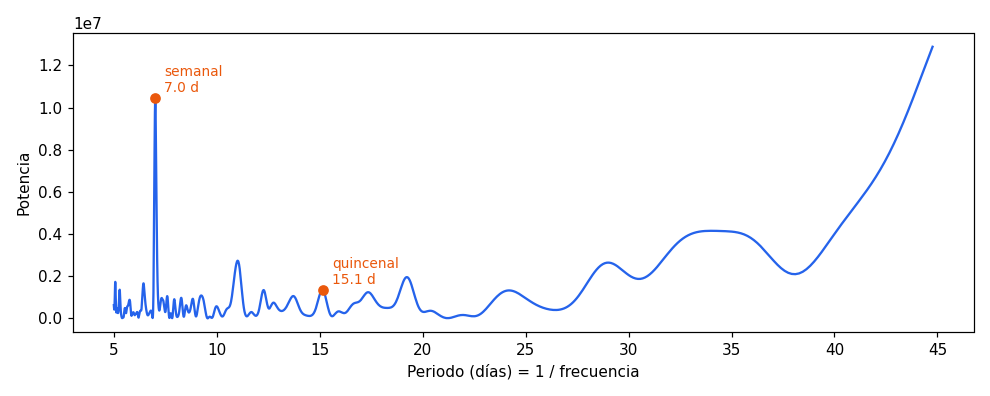 1e7
Potencia
1.2
1.0
0.8
0.6
0.4
0.2
0.0
semanal
7.0 d
quincenal
15.1 d
5 10 15 20 25 30 35 40 45
Periodo (días) = 1 / frecuencia